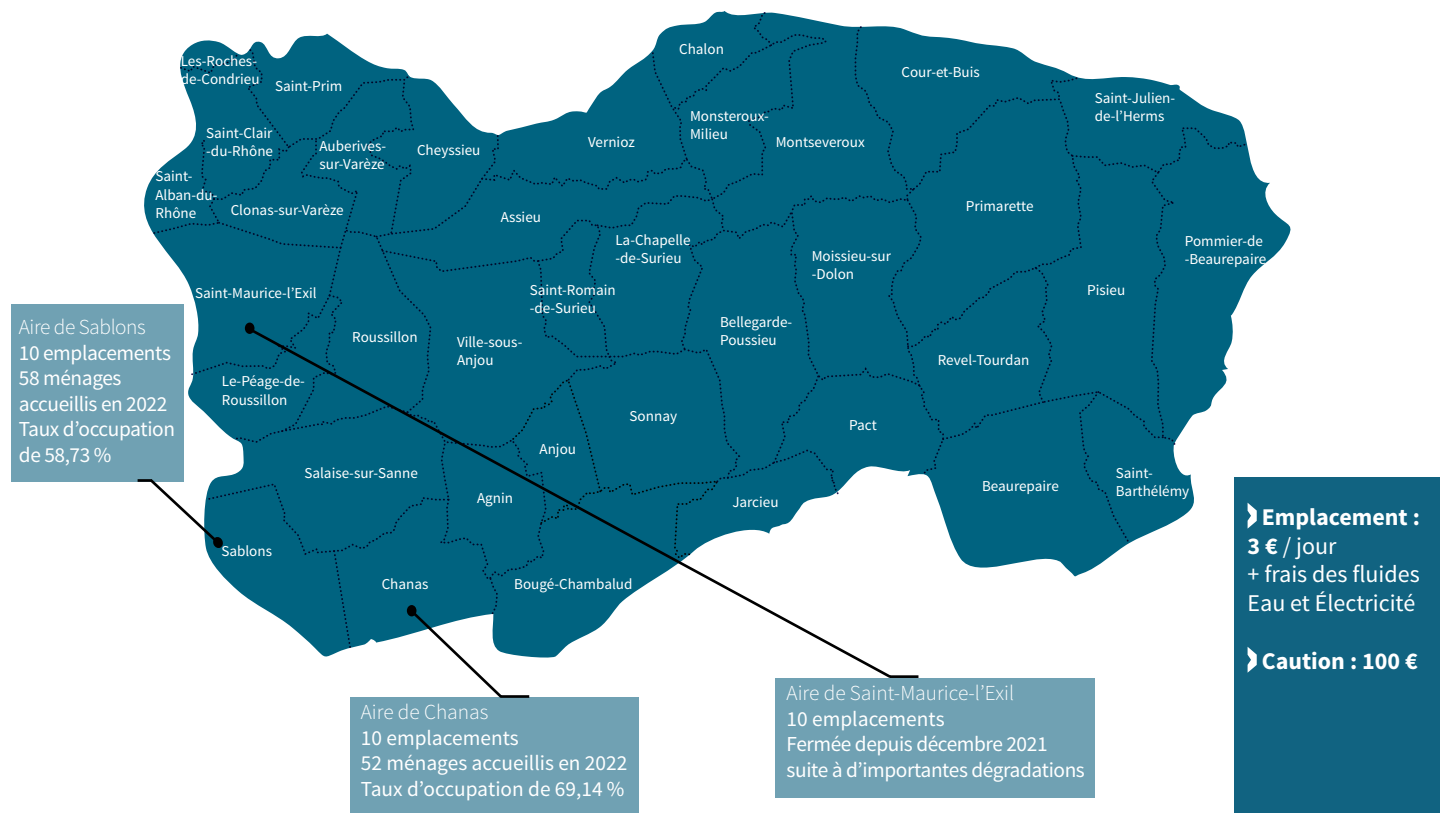 Chalon
Les-Roches-
de-Condrieu
Saint-Prim
Cour-et-Buis
Saint-Julien-
de-l’Herms
Monsteroux-
Milieu
Saint-Clair
-du-Rhône
Auberives-
sur-Varèze
Cheyssieu
Vernioz
Montseveroux
Saint-
Alban-du-
Rhône
Clonas-sur-Varèze
Assieu
Primarette
La-Chapelle
-de-Surieu
Moissieu-sur
-Dolon
Pommier-de
-Beaurepaire
Saint-Maurice-l’Exil
Saint-Romain
-de-Surieu
Pisieu
Roussillon
Ville-sous-
Anjou
Bellegarde-
Poussieu
Revel-Tourdan
Le-Péage-de-
Roussillon
Sonnay
Pact
Anjou
Salaise-sur-Sanne
Agnin
Jarcieu
Beaurepaire
Saint-
Barthélémy
Sablons
Chanas
Bougé-Chambalud
Aire de Sablons
10 emplacements
58 ménages
accueillis en 2022
Taux d’occupation
de 58,73 %
Aire de Chanas
10 emplacements
52 ménages accueillis en 2022
Taux d’occupation de 69,14 %
Aire de Saint-Maurice-l’Exil
10 emplacements
Fermée depuis décembre 2021
suite à d’importantes dégradations
Emplacement :
3 € / jour
+ frais des fluides
Eau et Électricité
Caution : 100 €